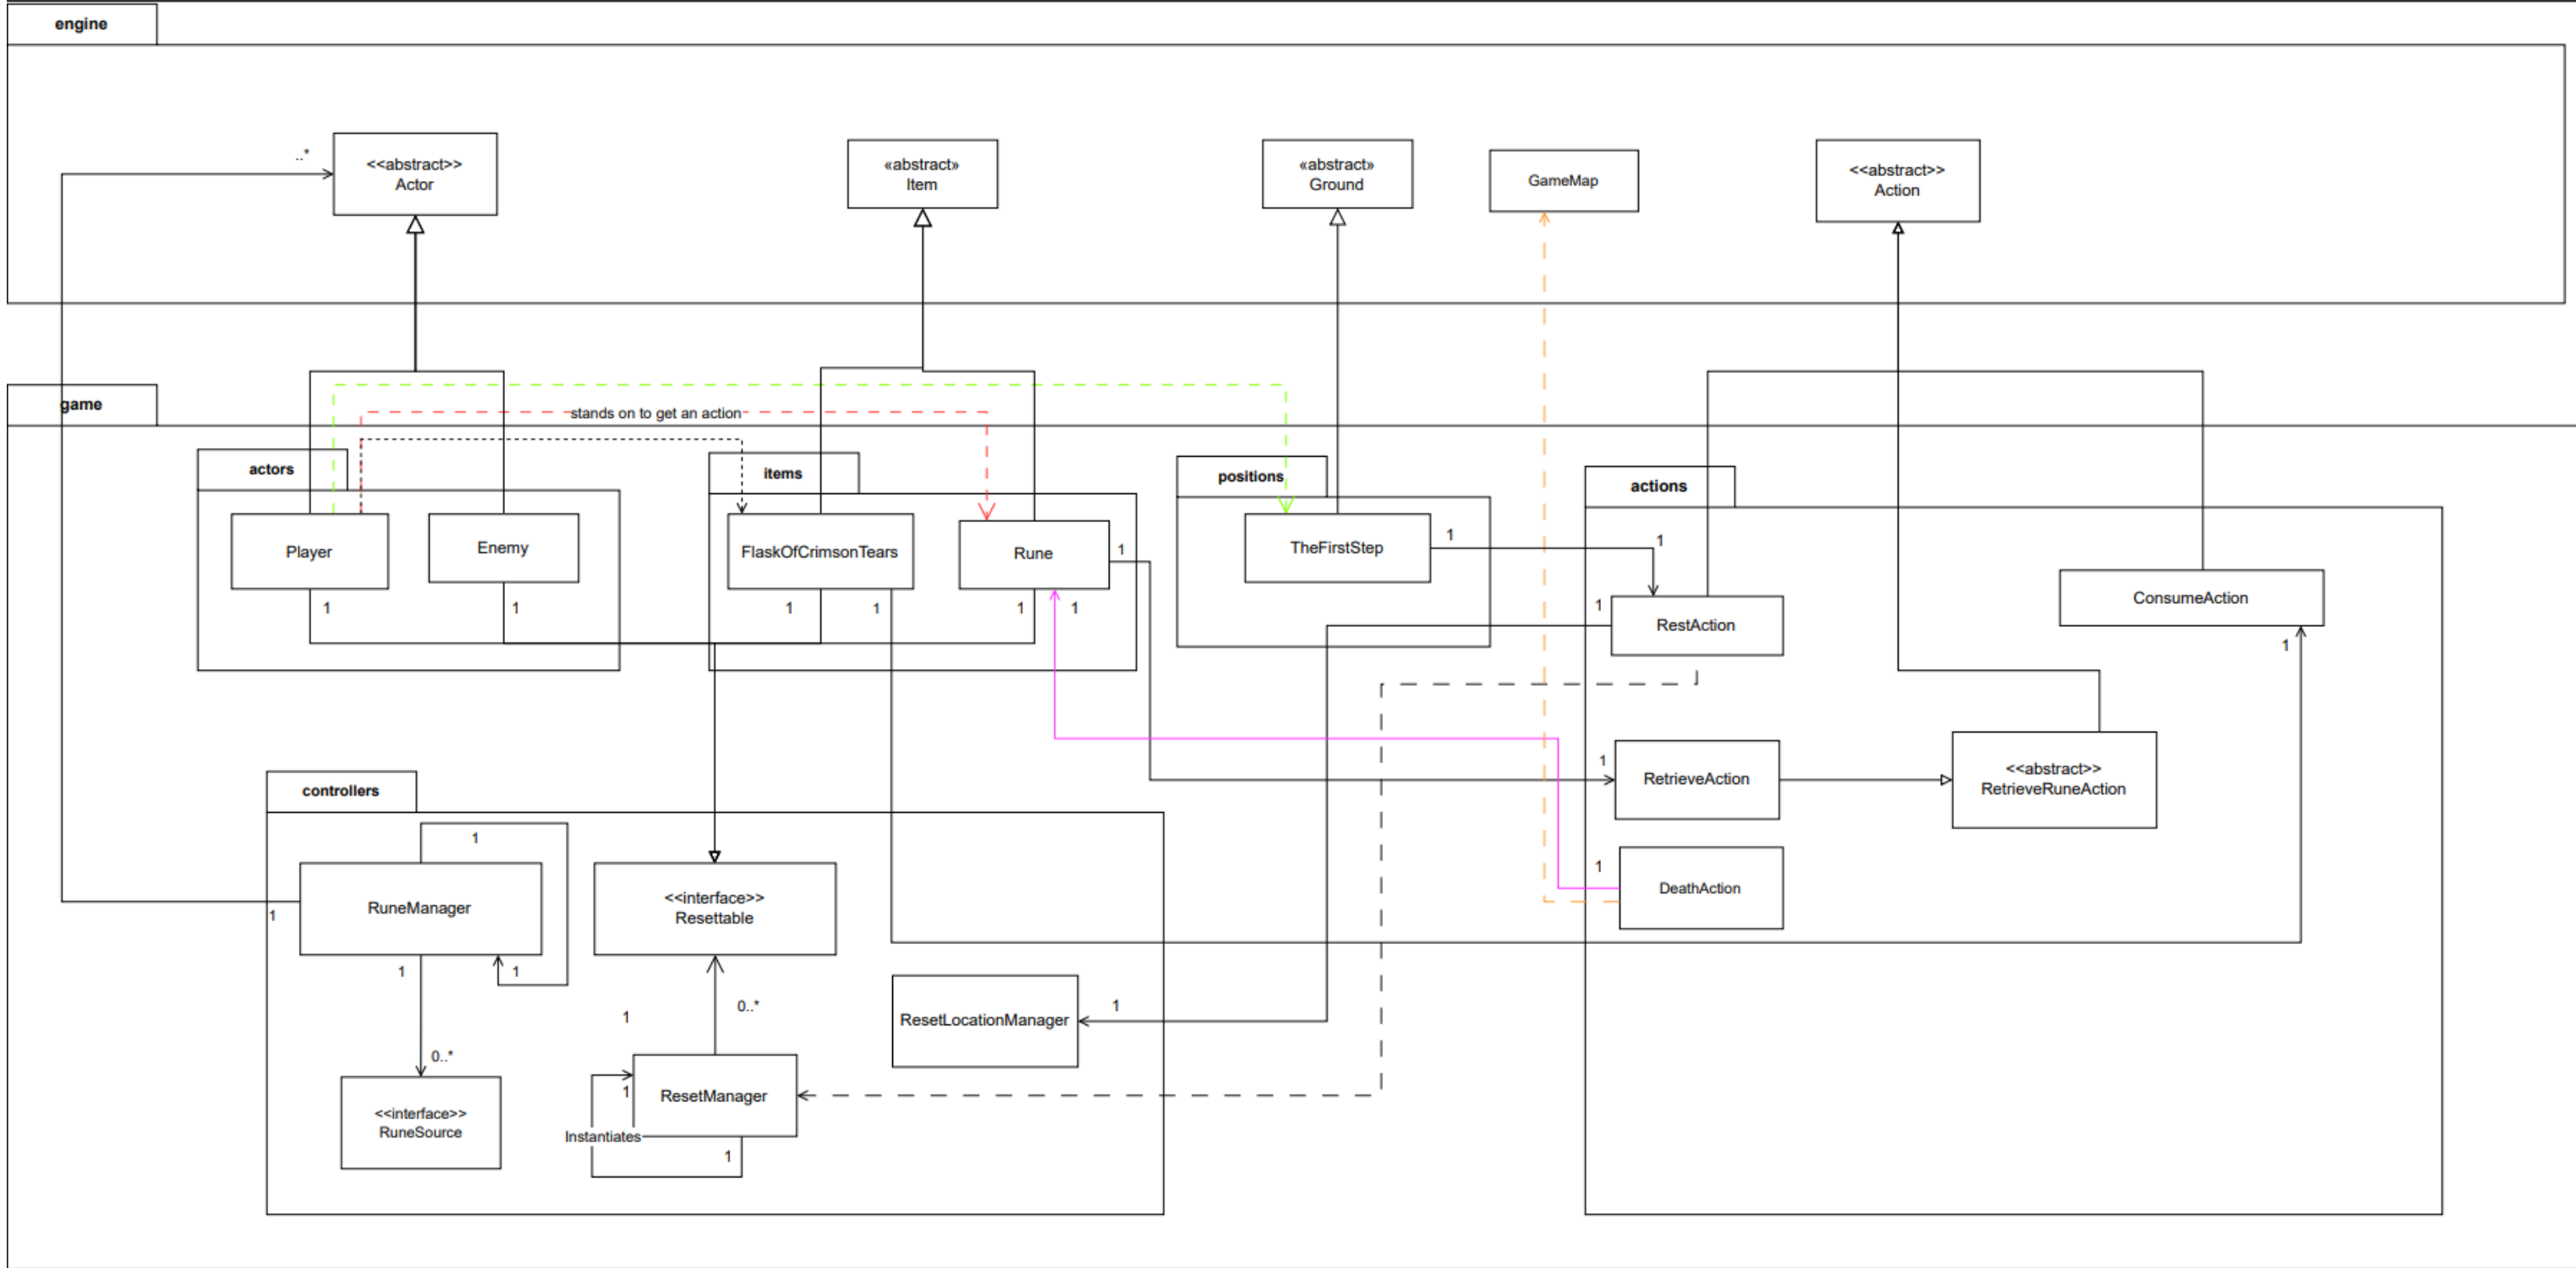 engine
..*
<<abstract>>
Actor
«abstract»
Item
«abstract»
Ground
GameMap
<<abstract>>
Action
game
stands on to get an action
actors
items
positions
actions
Player
Enemy
FlaskOfCrimsonTears
Rune
1
TheFirstStep
1
1
ConsumeAction
1
1
1
1
1
1
1
RestAction
1
controllers
1
RetrieveAction
<<abstract>>
RetrieveRuneAction
1
RuneManager
1
<<interface>>
Resettable
1
DeathAction
1
1
1
0..*
1
ResetLocationManager
0..*
<<interface>>
RuneSource
1
ResetManager
Instantiates
1